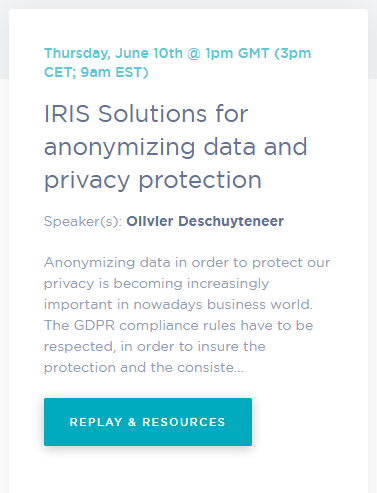 Thursday, June 10th @ 1pm GMT (3pm
CET; 9am EST)
IRIS Solutions for
anonymizing data and
privacy protection
Speaker(s): Olivier Deschuyteneer
Anonymizing data in order to protect our
privacy is becoming increasingly
important in nowadays business world.
The GDPR compliance rules have to be
respected, in order to insure the
protection and the consiste...
REPLAY & RESOURCES